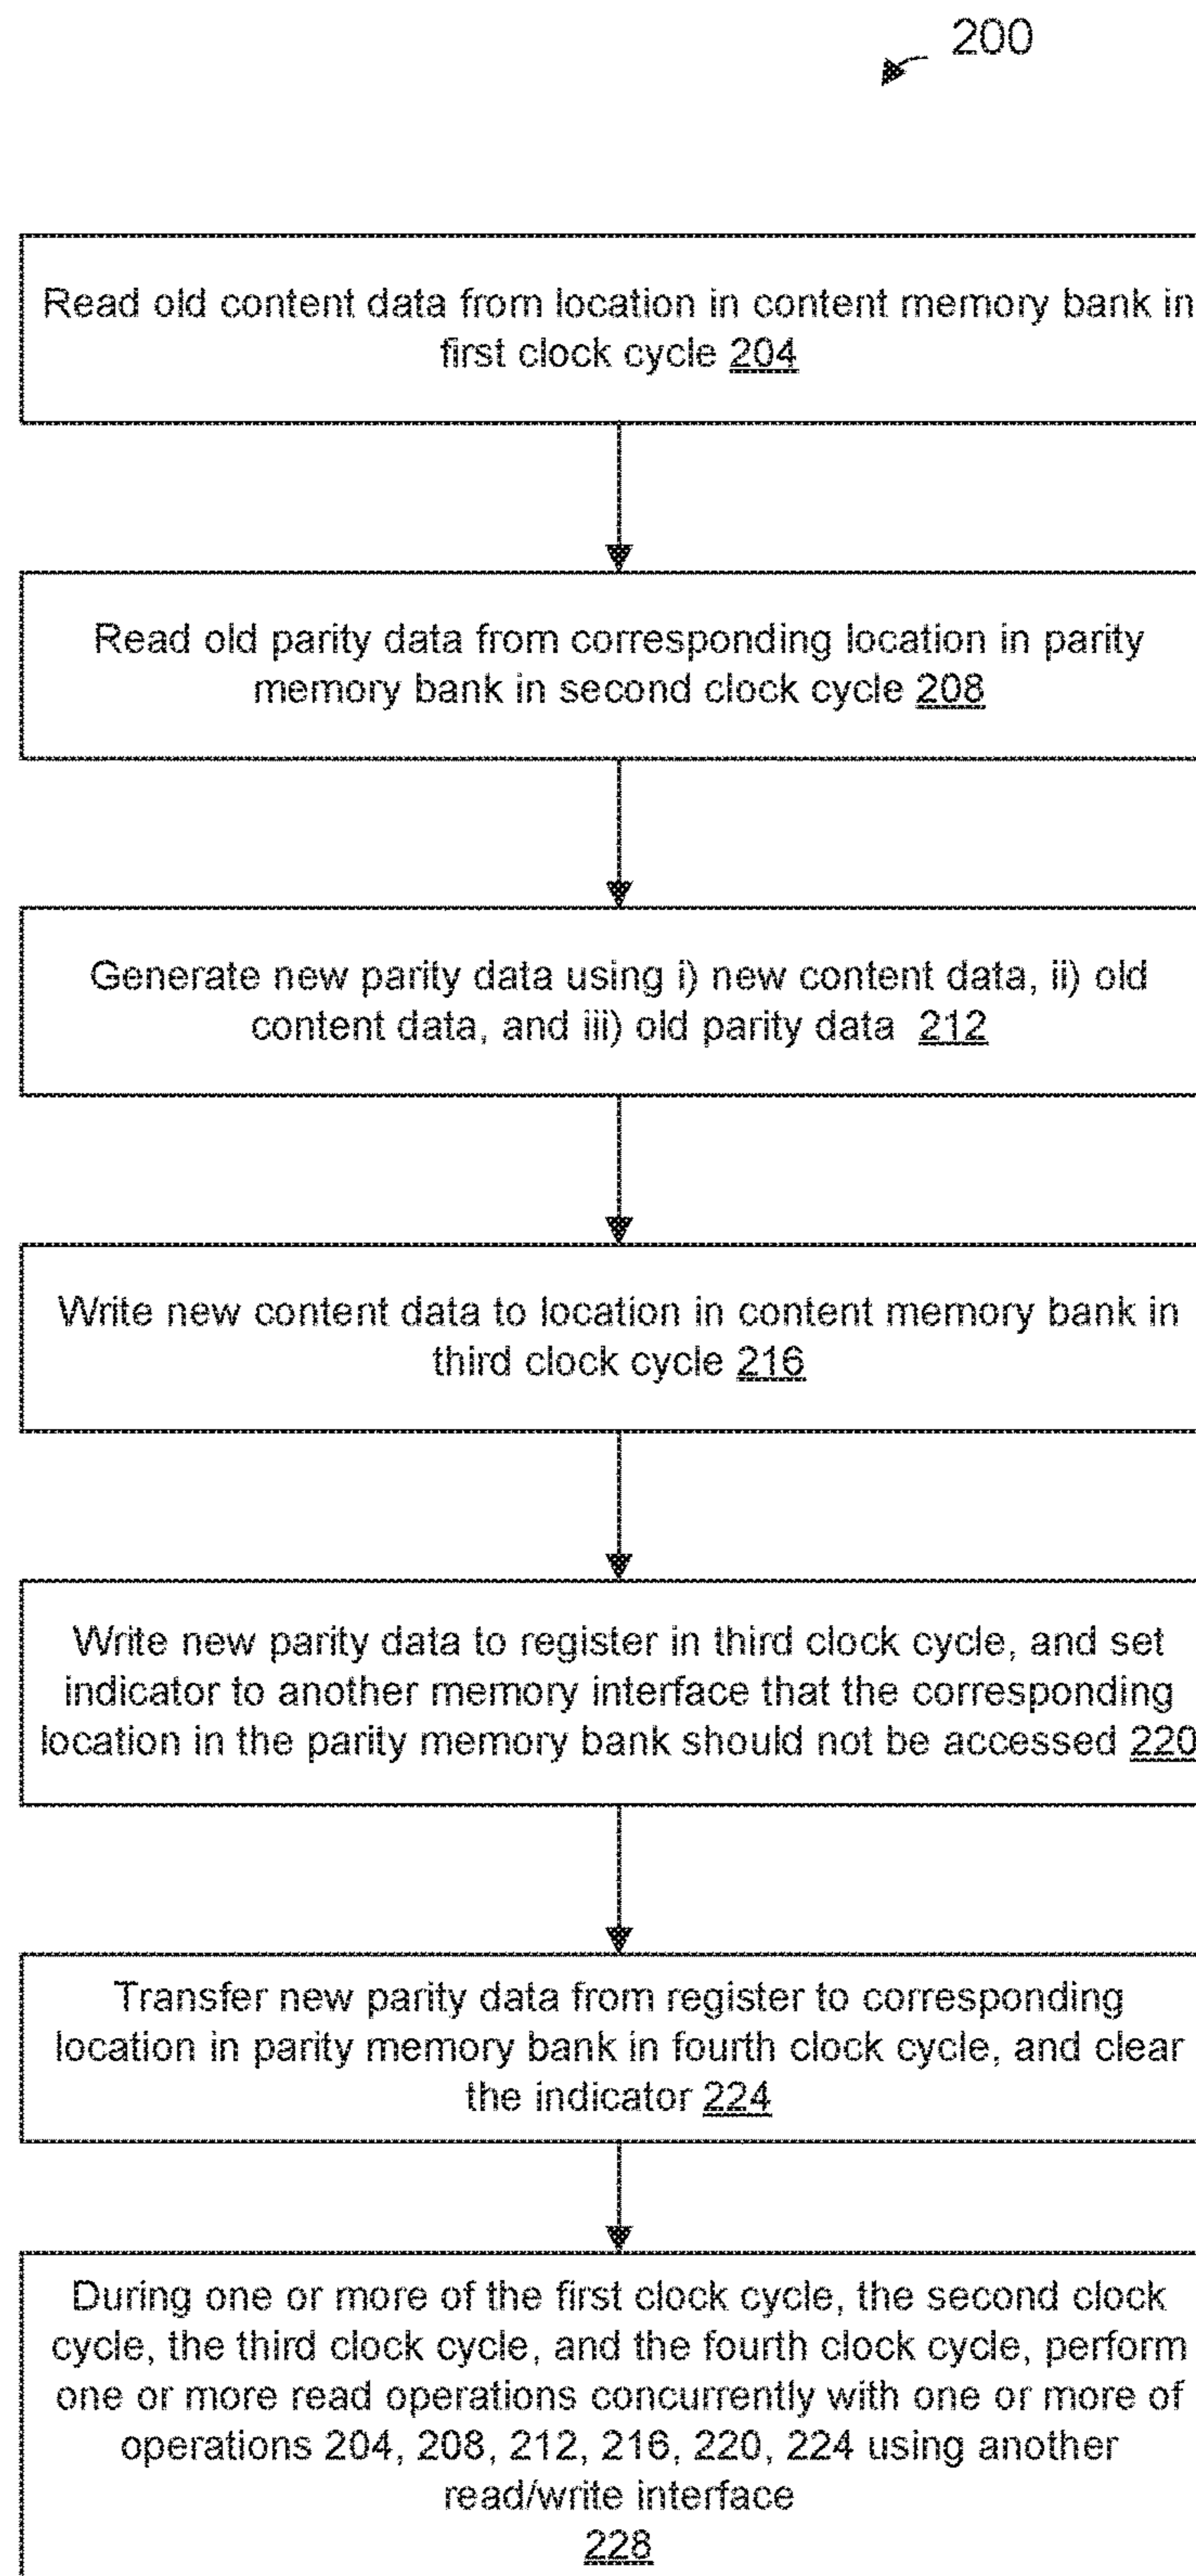 200
Read old content data from location in content memory bank in
first clock cycle 204
Read old parity data from corresponding location in parity
memory bank in second clock cycle 208
Generate new parity data using i) new content data, ii) old
content data, and iii) old parity data 212
Write new content data to location in content memory bank in
third clock cycle 216
Write new parity data to register in third clock cycle, and set
indicator to another memory interface that the corresponding
location in the parity memory bank should not be accessed 220
Transfer new parity data from register to corresponding
location in parity memory bank in fourth clock cycle, and clear
the indicator 224
During one or more of the first clock cycle, the second clock
cycle, the third clock cycle, and the fourth clock cycle, perform
one or more read operations concurrently with one or more of
operations 204, 208, 212, 216, 220, 224 using another
read/write interface
228